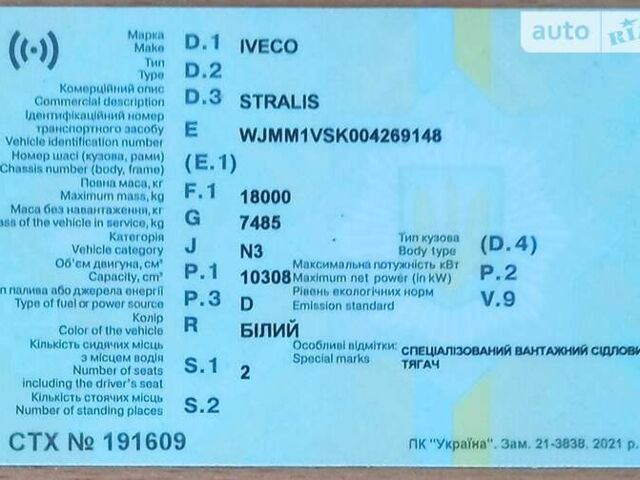 auto RIA
Марка
Make D.1 IVECO
Тип
Type D.2
Комерційний опис
Commercial description D.3 STRALIS
Ідентифікаційний номер
транспортного засобу
Vehicle identification number E WJMM1VSK004269148
Номер шасі (кузова, рами)
Chassis number (body, frame) (E.1)
Повна маса, кг
Maximum mass, kg F.1 18000
Маса без навантаження, кг
of the vehicle in service, kg G 7485
Категорія
Vehicle category J N3
Тип кузова
Body type (D.4)
Об'єм двигуна, см³
Capacity, cm³ P.1 10308
Максимальна потужність кВт
Maximum net power (in kW) P.2
палива або джерела енергії
Type of fuel or power source P.3 D
Рівень екологічних норм
Emission standard V.9
Колір
Color of the vehicle R БІЛИЙ
Кількість сидячих місць
з місцем водія
Number of seats
including the driver's seat S.1 2
Особливі відмітки:
Special marks
СПЕЦІАЛІЗОВАНИЙ ВАНТАЖНИЙ СІДЛОВИ
ТЯГАЧ
Кількість стоячих місць
Number of standing places S.2
СТХ № 191609
ПК "Україна". Зам. 21-3838. 2021 р.